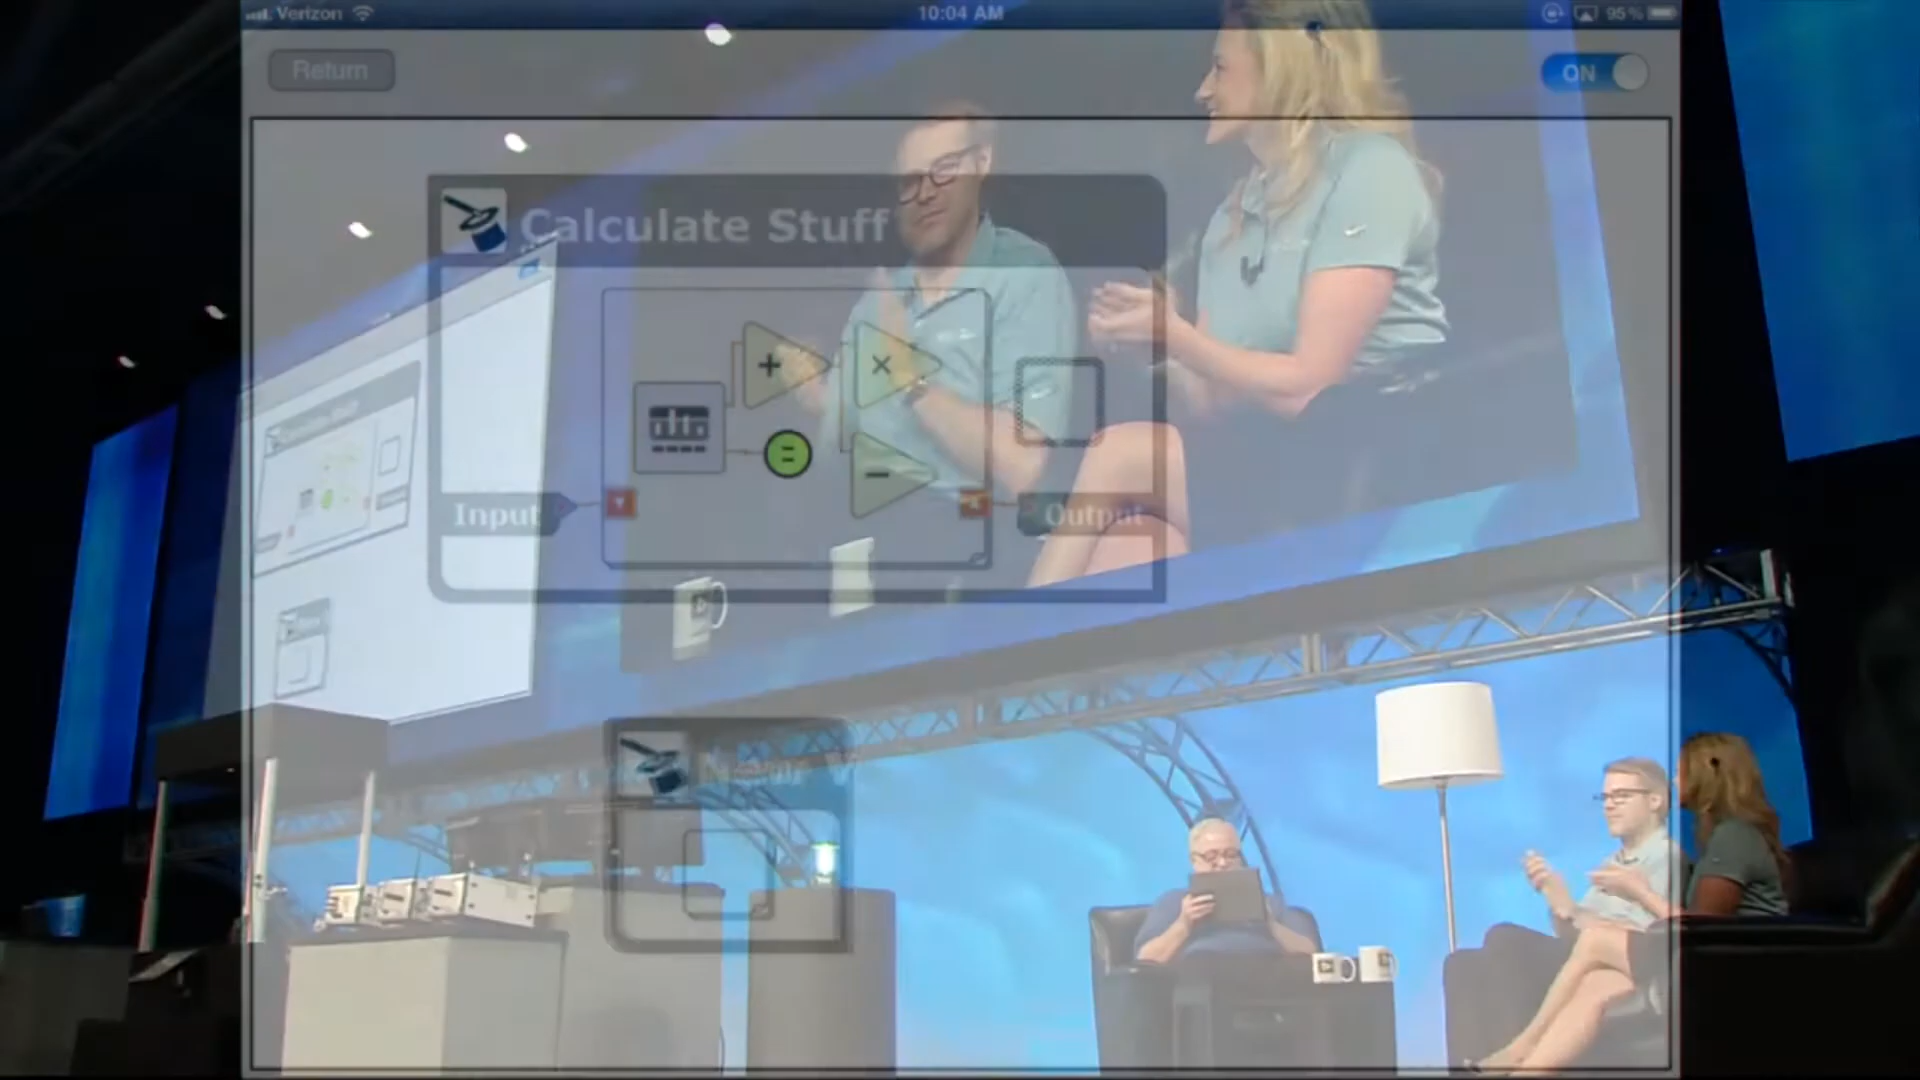 Verizon 10:04 AM 95%
Return
ON
Calculate Stuff
+ ×
=
−
Input Output